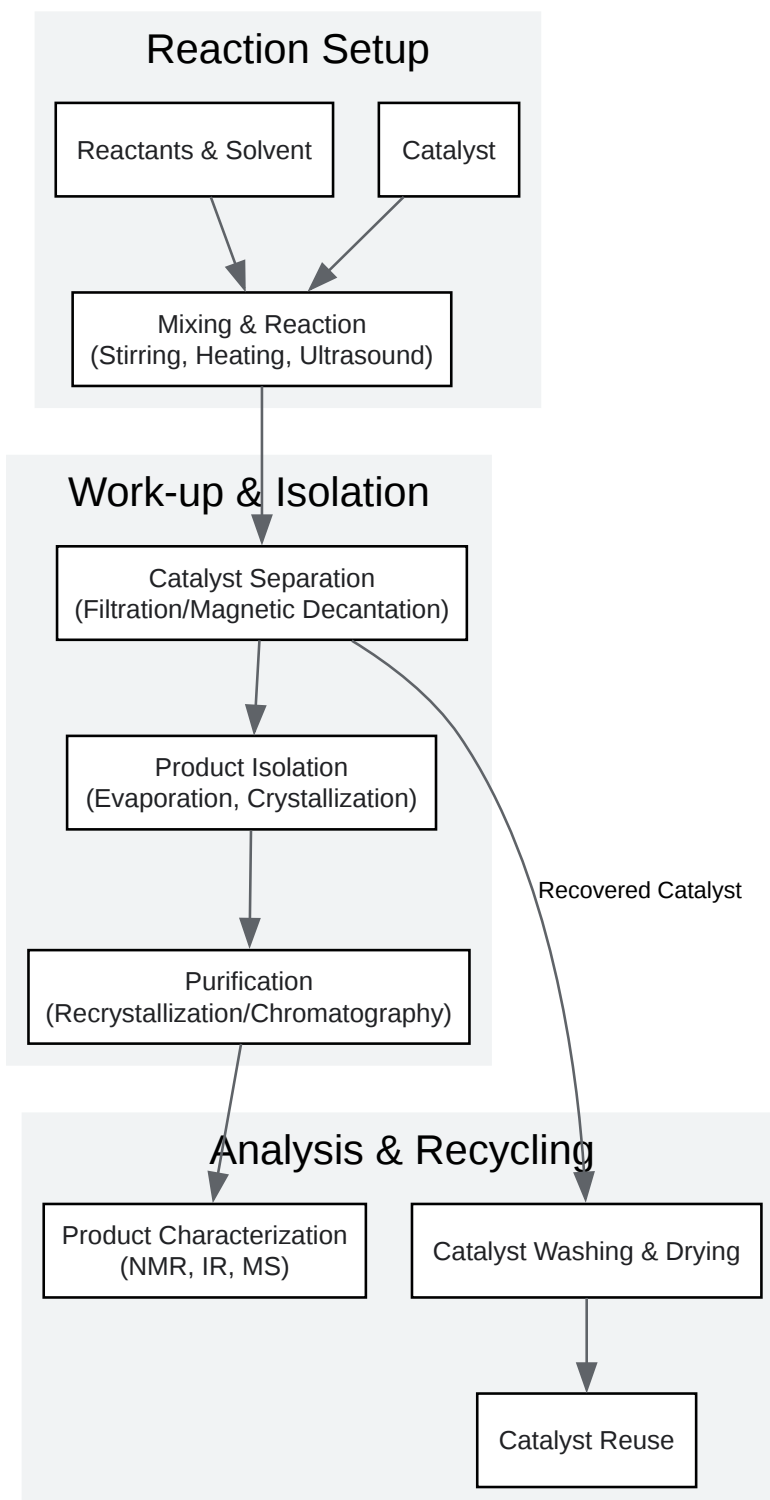 Reaction Setup
Reactants & Solvent
Catalyst
Mixing & Reaction
(Stirring, Heating, Ultrasound)
Work-up & Isolation
Catalyst Separation
(Filtration/Magnetic Decantation)
Product Isolation
(Evaporation, Crystallization)
Recovered Catalyst
Purification
(Recrystallization/Chromatography)
Analysis & Recycling
Product Characterization
(NMR, IR, MS)
Catalyst Washing & Drying
Catalyst Reuse